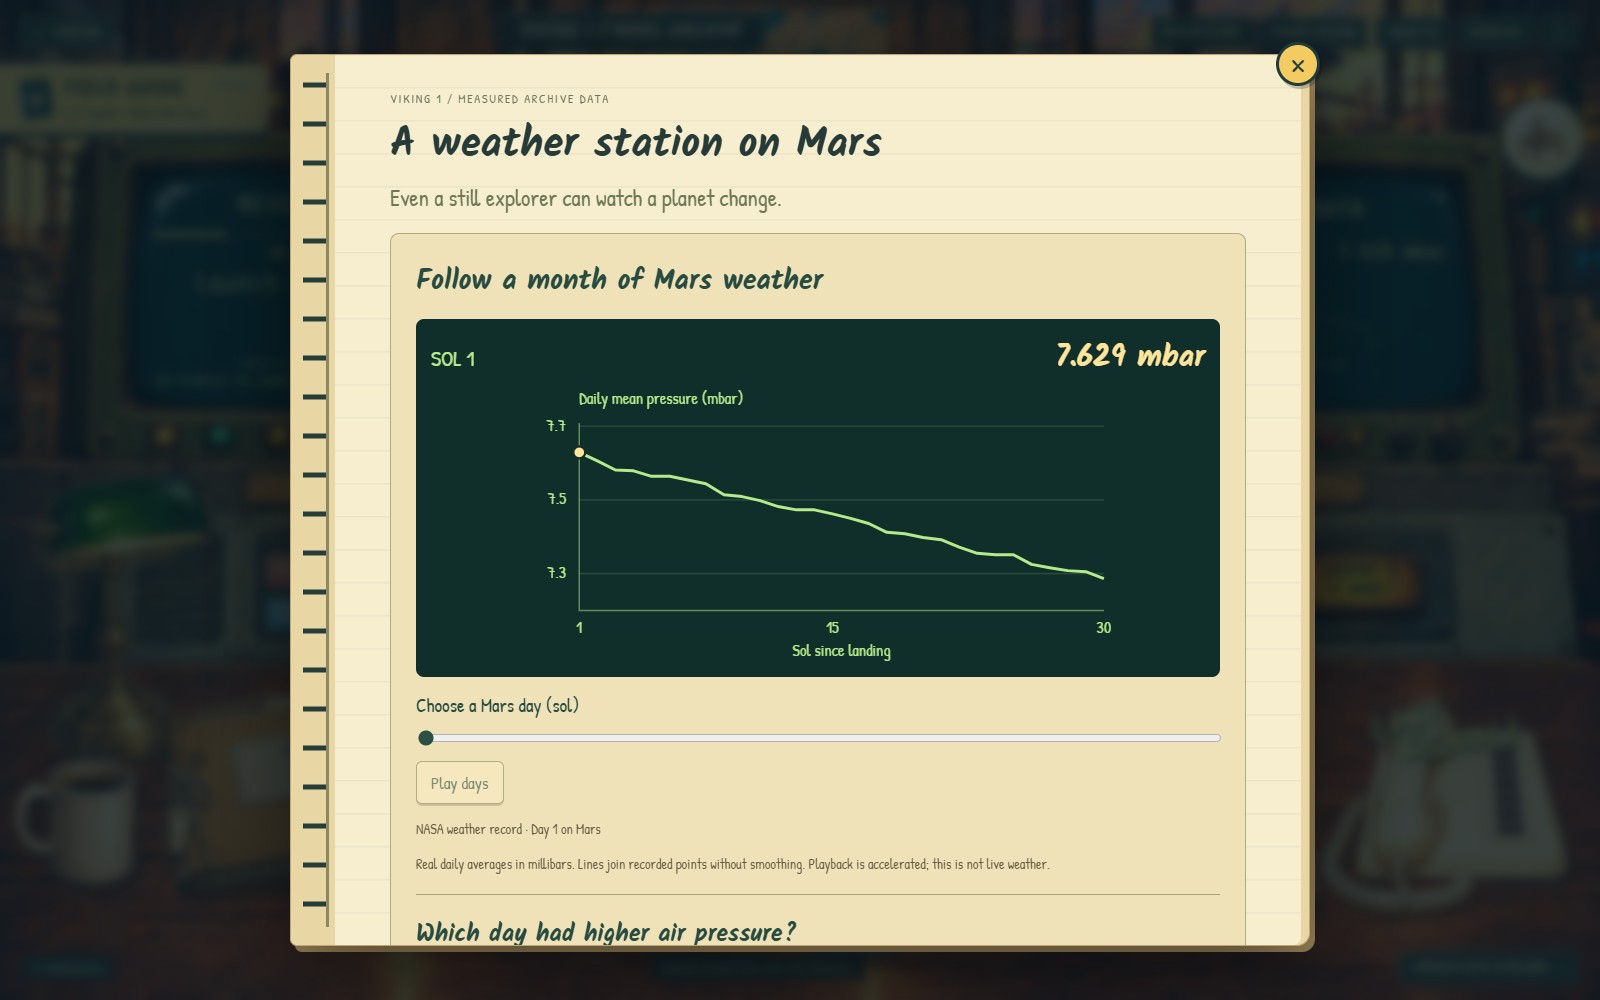 VIKING 1 / MEASURED ARCHIVE DATA
A weather station on Mars
Even a still explorer can watch a planet change.
Follow a month of Mars weather
SOL 1
7.629 mbar
Daily mean pressure (mbar)
7.7
7.5
7.3
1
15
30
Sol since landing
Choose a Mars day (sol)
Play days
NASA weather record · Day 1 on Mars
Real daily averages in millibars. Lines join recorded points without smoothing. Playback is accelerated; this is not live weather.
Which day had higher air pressure?